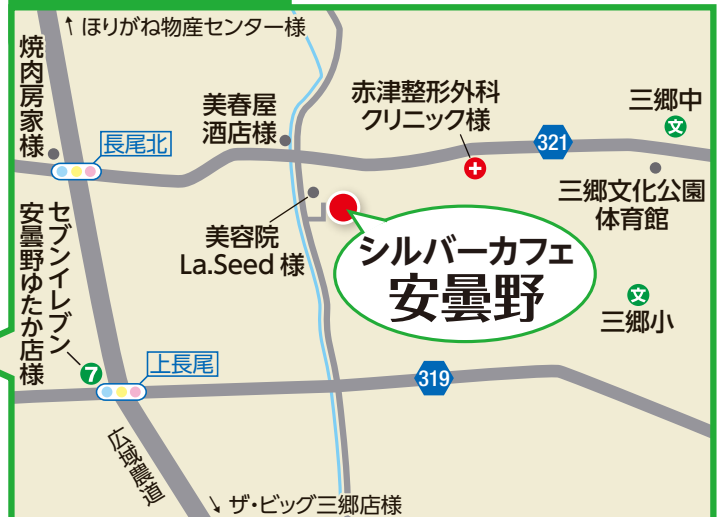 ↑ ほりがね物産センター様
焼肉房家様
美春屋
酒店様
赤津整形外科
クリニック様
三郷中
文
長尾北
321
三郷文化公園
体育館
セブンイレブン
安曇野ゆたか店様
美容院
La.Seed 様
シルバーカフェ
安曇野
文
三郷小
7
上長尾
319
広域農道
↘ ザ・ビッグ三郷店様